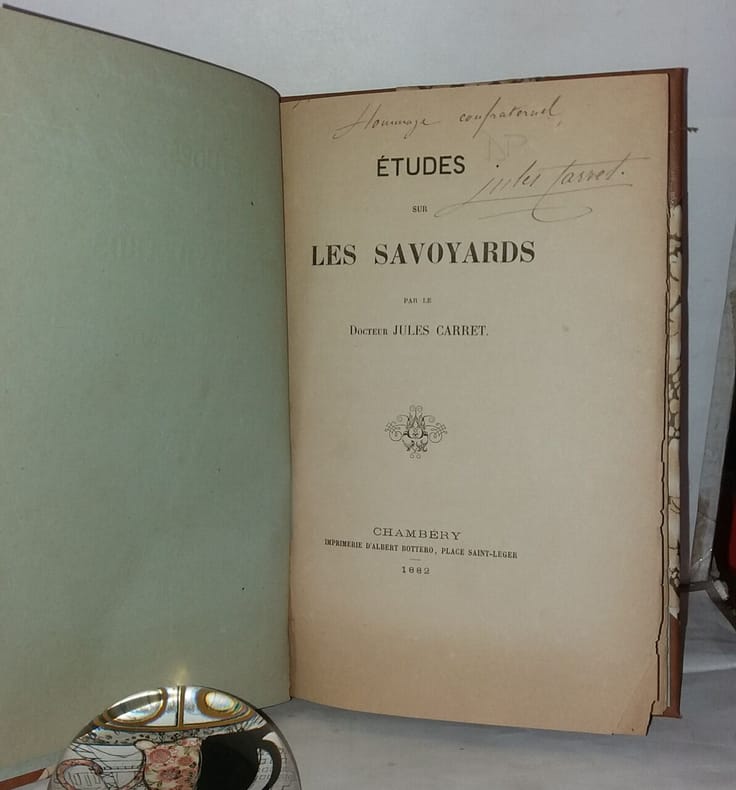 Hommage confraternel,
ÉTUDES
Jules Carret.
SUR
LES SAVOYARDS
PAR LE
DOCTEUR JULES CARRET.
CHAMBÉRY
IMPRIMERIE D'ALBERT BOTTERO, PLACE SAINT-LÉGER
1882